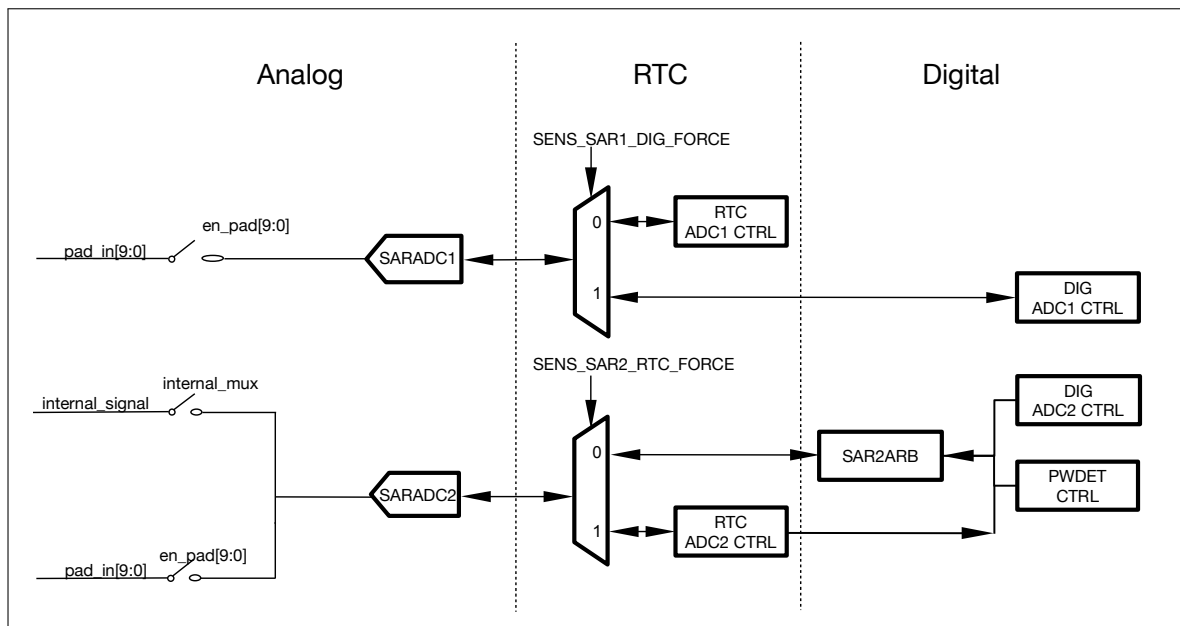 Analog
RTC
Digital
SENS_SAR1_DIG_FORCE
en_pad[9:0]
pad_in[9:0]
SARADC1
0
RTC
ADC1 CTRL
1
DIG
ADC1 CTRL
SENS_SAR2_RTC_FORCE
internal_mux
internal_signal
DIG
ADC2 CTRL
0
SAR2ARB
SARADC2
PWDET
CTRL
1
RTC
ADC2 CTRL
en_pad[9:0]
pad_in[9:0]